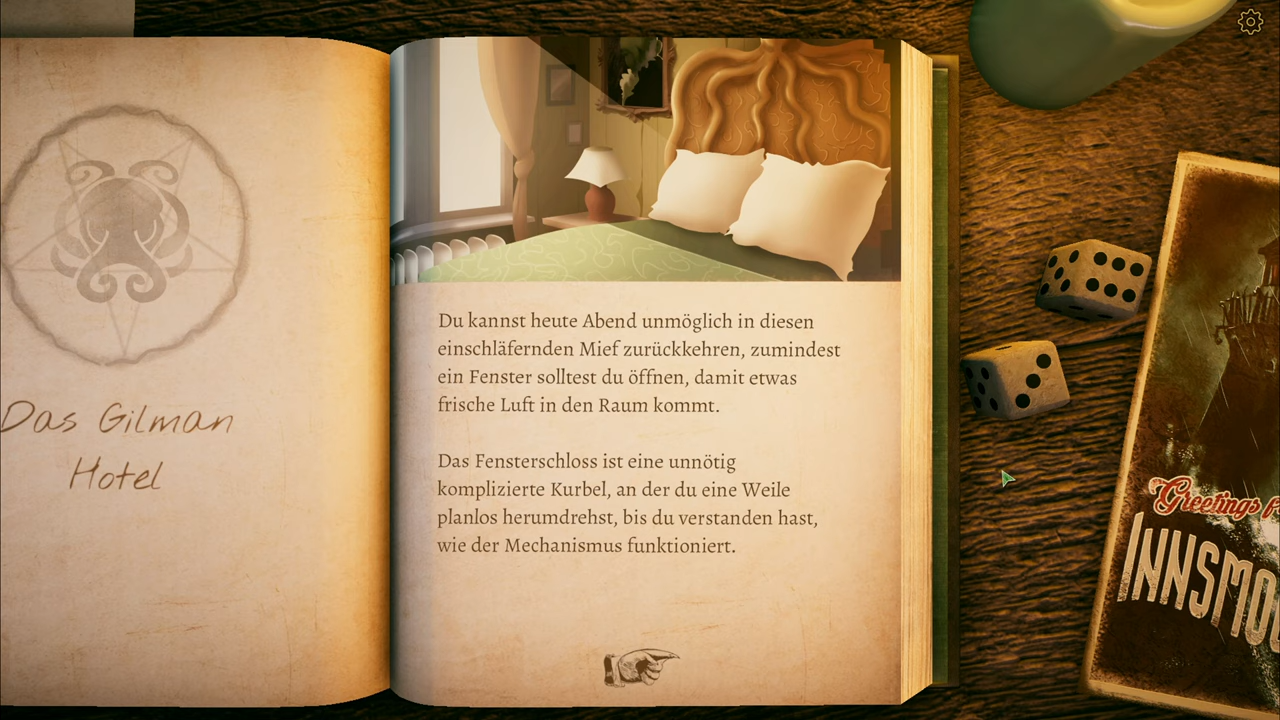 Das Gilman
Hotel
Du kannst heute Abend unmöglich in diesen
einschläfernden Mief zurückkehren, zumindest
ein Fenster solltest du öffnen, damit etwas
frische Luft in den Raum kommt.
Das Fensterschloss ist eine unnötig
komplizierte Kurbel, an der du eine Weile
planlos herumdrehst, bis du verstanden hast,
wie der Mechanismus funktioniert.
Greetings